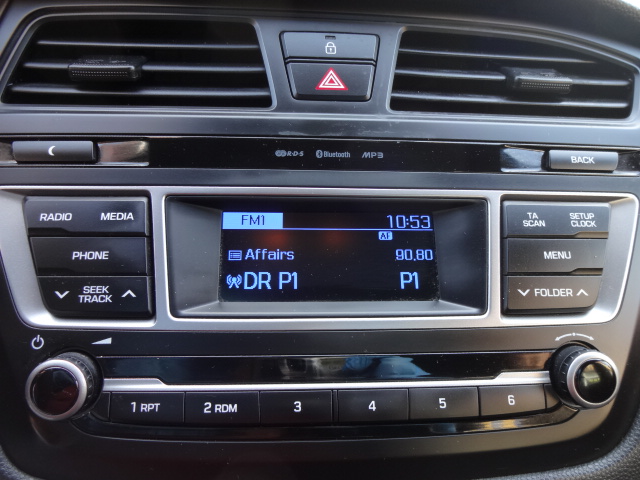 R·D·S Bluetooth MP3
BACK
RADIO MEDIA
FM1 10:53
TA SCAN
SETUP CLOCK
AF
PHONE
Affairs 90,80
MENU
SEEK TRACK
DR P1 P1
FOLDER
1 RPT 2 RDM 3 4 5 6